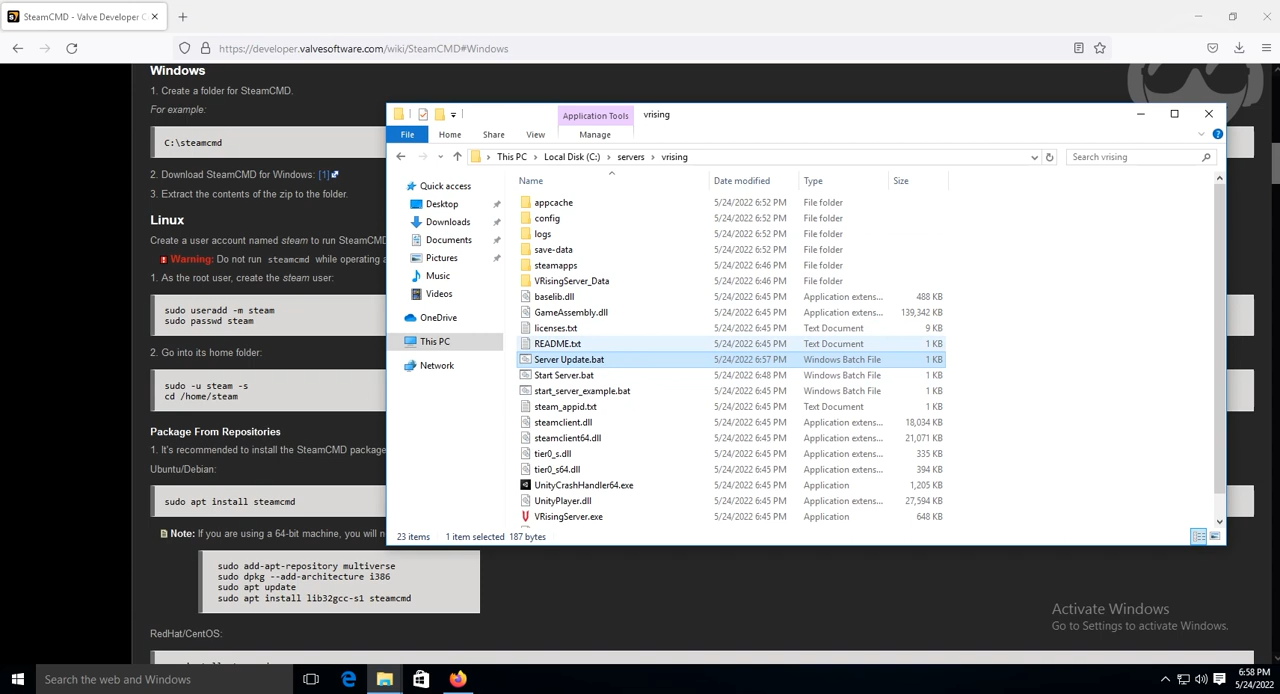 SteamCMD - Valve Developer C
https://developer.valvesoftware.com/wiki/SteamCMD#Windows
Windows
1. Create a folder for SteamCMD.
For example:
C:\steamcmd
2. Download SteamCMD for Windows: [1]
3. Extract the contents of the zip to the folder.
Linux
Create a user account named steam to run SteamCMD
Warning: Do not run steamcmd while operating a
1. As the root user, create the steam user:
sudo useradd -m steam
sudo passwd steam
2. Go into its home folder:
sudo -u steam -s
cd /home/steam
Package From Repositories
1. It's recommended to install the SteamCMD package
Ubuntu/Debian:
sudo apt install steamcmd
Note: If you are using a 64-bit machine, you will n
sudo add-apt-repository multiverse
sudo dpkg --add-architecture i386
sudo apt update
sudo apt install lib32gcc-s1 steamcmd
RedHat/CentOS:
Application Tools
vrising
File
Home
Share
View
Manage
This PC
Local Disk (C:)
servers
vrising
Search vrising
Quick access
Desktop
Downloads
Documents
Pictures
Music
Videos
OneDrive
This PC
Network
Name Date modified Type Size
appcache 5/24/2022 6:52 PM File folder
config 5/24/2022 6:52 PM File folder
logs 5/24/2022 6:52 PM File folder
save-data 5/24/2022 6:52 PM File folder
steamapps 5/24/2022 6:46 PM File folder
VRisingServer_Data 5/24/2022 6:46 PM File folder
baselib.dll 5/24/2022 6:45 PM Application extens... 488 KB
GameAssembly.dll 5/24/2022 6:45 PM Application extens... 139,342 KB
licenses.txt 5/24/2022 6:45 PM Text Document 9 KB
README.txt 5/24/2022 6:45 PM Text Document 1 KB
Server Update.bat 5/24/2022 6:57 PM Windows Batch File 1 KB
Start Server.bat 5/24/2022 6:48 PM Windows Batch File 1 KB
start_server_example.bat 5/24/2022 6:45 PM Windows Batch File 1 KB
steam_appid.txt 5/24/2022 6:45 PM Text Document 1 KB
steamclient.dll 5/24/2022 6:45 PM Application extens... 18,034 KB
steamclient64.dll 5/24/2022 6:45 PM Application extens... 21,071 KB
tier0_s.dll 5/24/2022 6:45 PM Application extens... 335 KB
tier0_s64.dll 5/24/2022 6:45 PM Application extens... 394 KB
UnityCrashHandler64.exe 5/24/2022 6:45 PM Application 1,205 KB
UnityPlayer.dll 5/24/2022 6:45 PM Application extens... 27,594 KB
VRisingServer.exe 5/24/2022 6:45 PM Application 648 KB
23 items 1 item selected 187 bytes
Activate Windows
Go to Settings to activate Windows.
Search the web and Windows
6:58 PM
5/24/2022